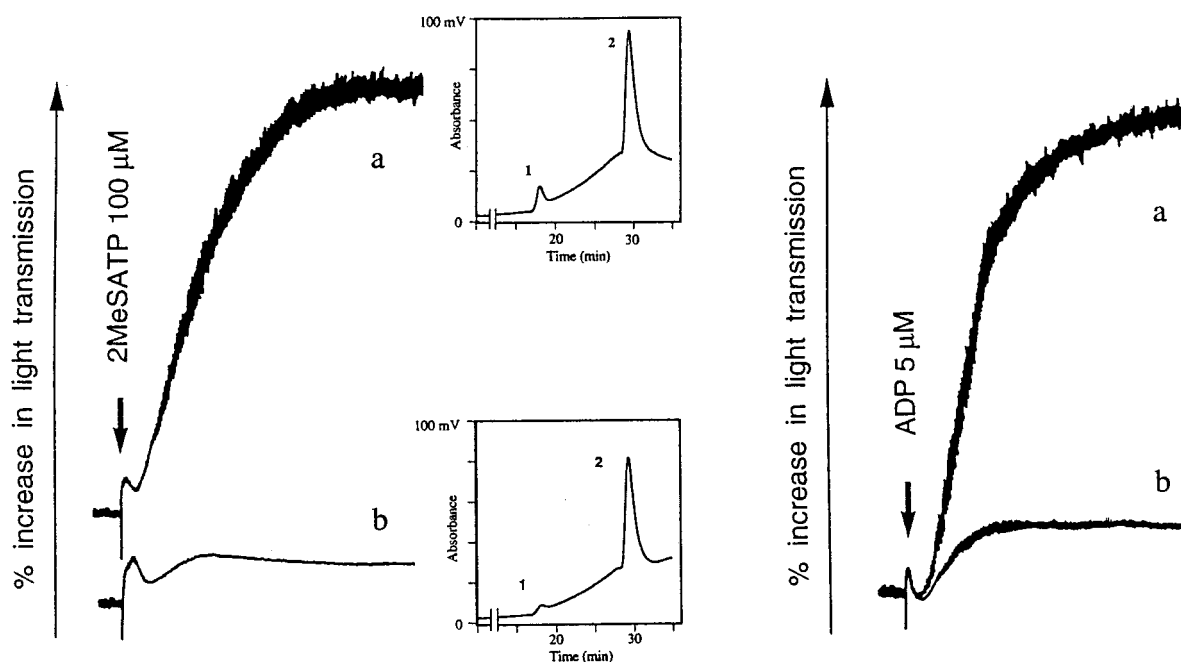 % increase in light transmission
2MeSATP 100 µM
a
b
100 mV
Absorbance
0
1
2
20
30
Time (min)
100 mV
Absorbance
0
1
2
20
30
Time (min)
% increase in light transmission
ADP 5 µM
a
b